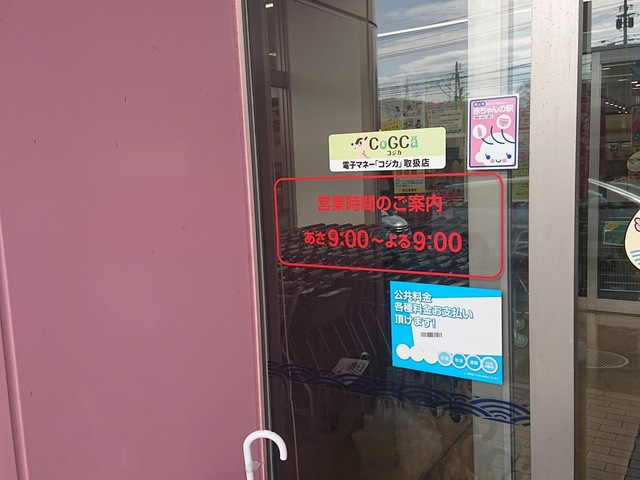 赤ちゃんの駅
CoGCa
コジカ
電子マネー「コジカ」取扱店
営業時間のご案内
あさ9:00～よる9:00
公共料金
各種料金お支払い
頂けます!